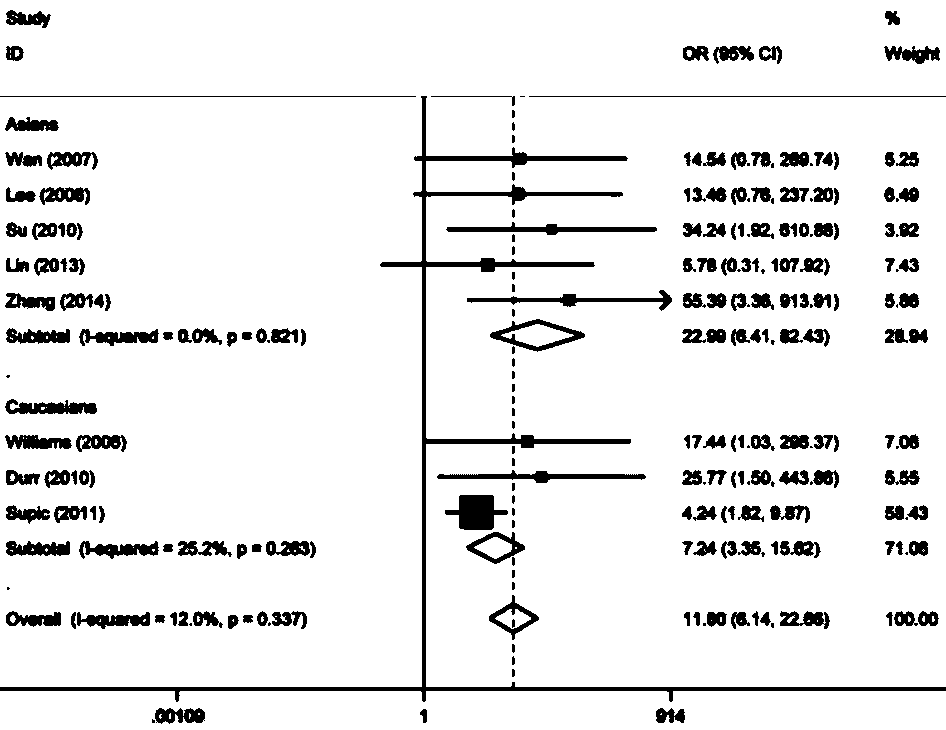 Study %
ID OR (95% CI) Weight
Asians
Wan (2007) 14.54 (0.78, 269.74) 5.25
Lee (2008) 13.46 (0.76, 237.20) 6.49
Su (2010) 34.24 (1.92, 610.86) 3.92
Lin (2013) 5.78 (0.31, 107.92) 7.43
Zhang (2014) 55.39 (3.36, 913.91) 5.86
Subtotal (I-squared = 0.0%, p = 0.821) 22.99 (6.41, 82.43) 28.94
.
Caucasians
Williams (2006) 17.44 (1.03, 296.37) 7.08
Durr (2010) 25.77 (1.50, 443.86) 5.55
Supic (2011) 4.24 (1.82, 9.87) 58.43
Subtotal (I-squared = 25.2%, p = 0.263) 7.24 (3.35, 15.62) 71.06
.
Overall (I-squared = 12.0%, p = 0.337) 11.80 (6.14, 22.66) 100.00
.00109 1 914